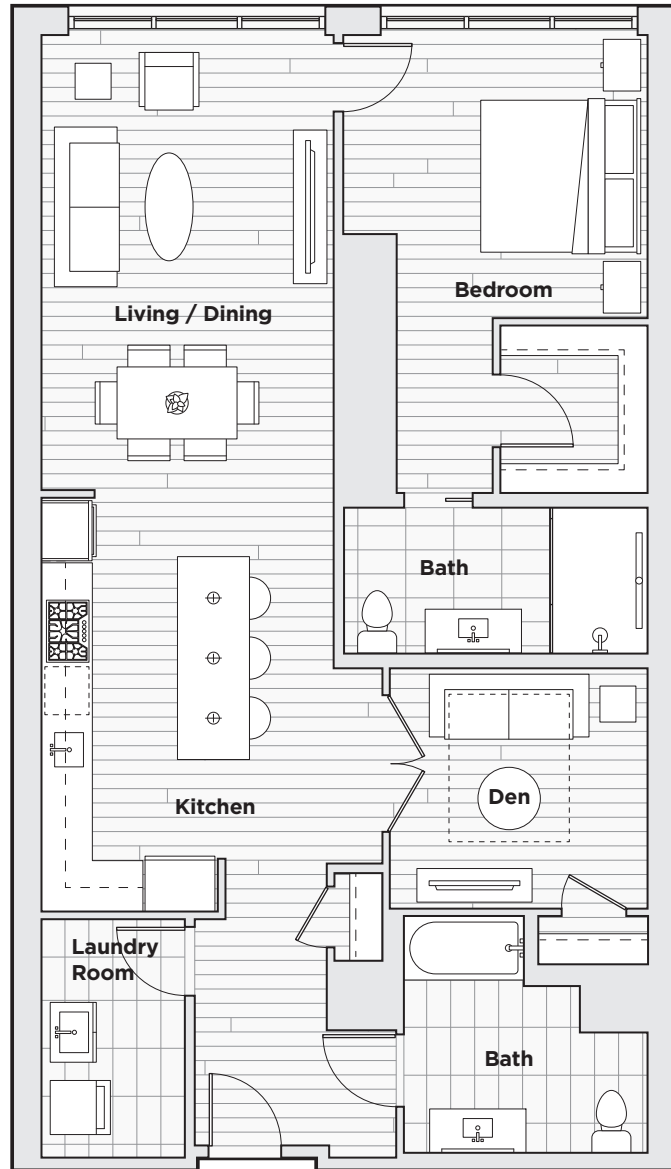 Living / Dining
Bedroom
Bath
Kitchen
Den
Laundry
Room
Bath